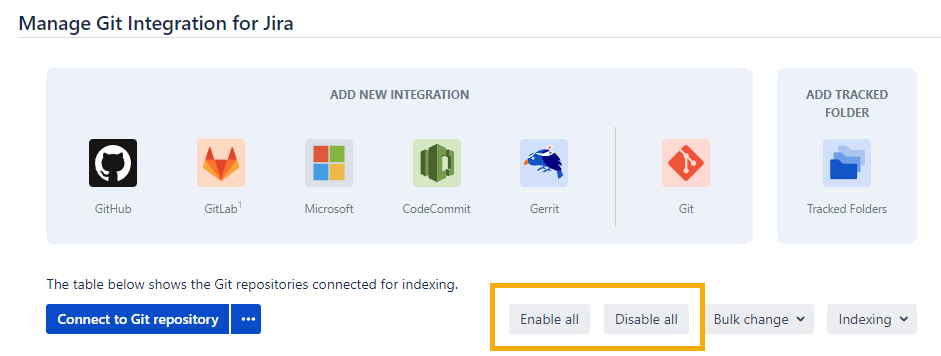 Manage Git Integration for Jira
ADD NEW INTEGRATION
GitHub
GitLab1
Microsoft
CodeCommit
Gerrit
Git
ADD TRACKED
FOLDER
Tracked Folders
The table below shows the Git repositories connected for indexing.
Connect to Git repository ••• Enable all Disable all Bulk change Indexing